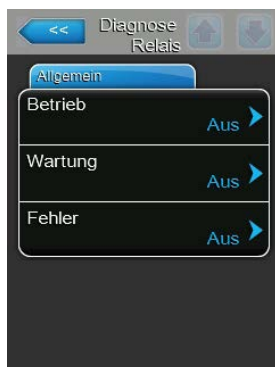 <<
Diagnose
Relais
Allgemein
Betrieb
Aus
Wartung
Aus
Fehler
Aus